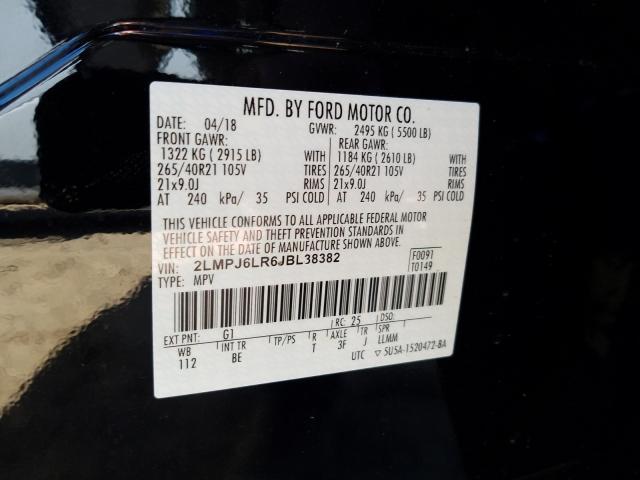 MFD. BY FORD MOTOR CO.
DATE: 04/18 GVWR: 2495 KG ( 5500 LB)
FRONT GAWR: REAR GAWR:
1322 KG ( 2915 LB) WITH 1184 KG ( 2610 LB) WITH
265/40R21 105V TIRES 265/40R21 105V TIRES
21x9.0J RIMS 21x9.0J RIMS
AT 240 kPa/ 35 PSI COLD AT 240 kPa/ 35 PSI COLD
THIS VEHICLE CONFORMS TO ALL APPLICABLE FEDERAL MOTOR
VEHICLE SAFETY AND THEFT PREVENTION STANDARDS IN
EFFECT ON THE DATE OF MANUFACTURE SHOWN ABOVE.
VIN: 2LMPJ6LR6JBL38382 F0091
TYPE: MPV T0149
EXT PNT: G1 RC: 25 DSO:
WB INT TR TP/PS R AXLE TR SPR
112 BE T 3F J LLMM
UTC ▽5U5A-1520472-BA